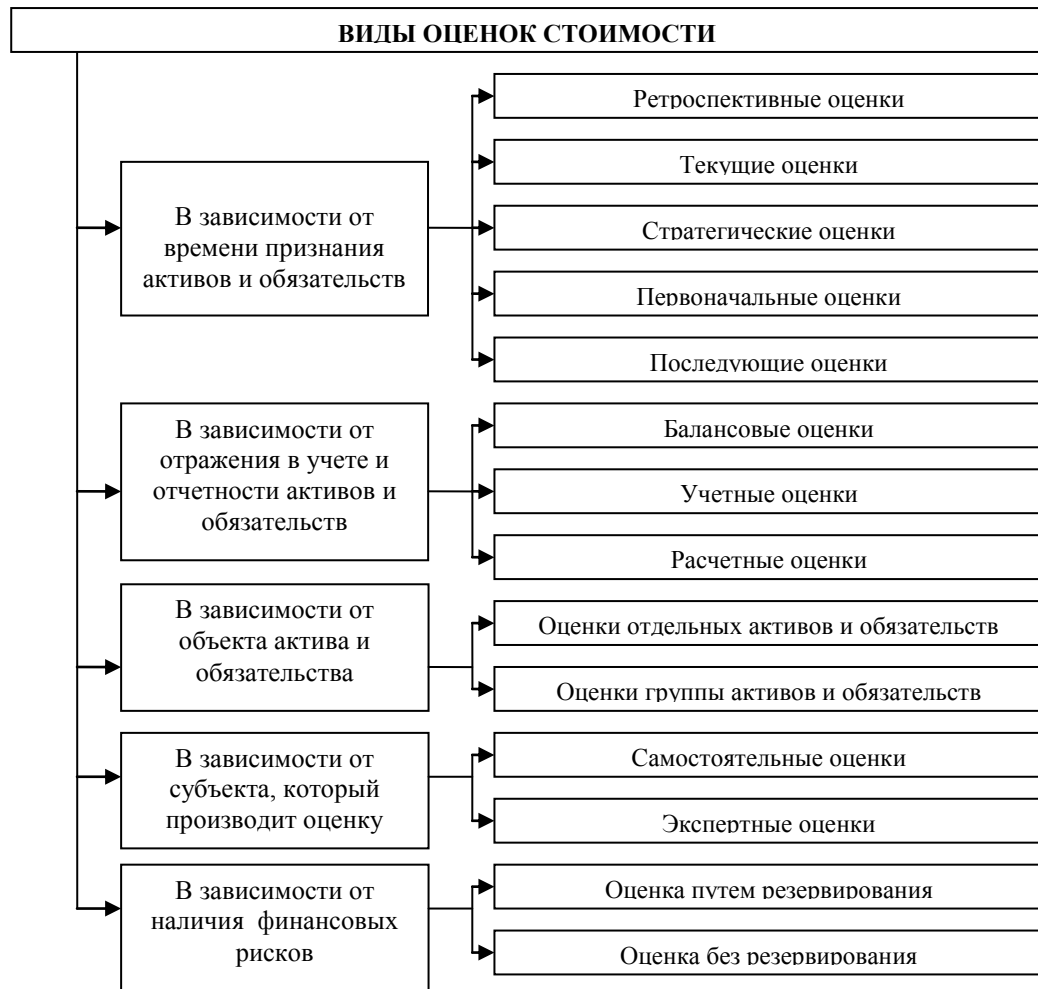 ВИДЫ ОЦЕНОК СТОИМОСТИ
В зависимости от
времени признания
активов и обязательств
Ретроспективные оценки
Текущие оценки
Стратегические оценки
Первоначальные оценки
Последующие оценки
В зависимости от
отражения в учете и
отчетности активов и
обязательств
Балансовые оценки
Учетные оценки
Расчетные оценки
В зависимости от
объекта актива и
обязательства
Оценки отдельных активов и обязательств
Оценки группы активов и обязательств
В зависимости от
субъекта, который
производит оценку
Самостоятельные оценки
Экспертные оценки
В зависимости от
наличия финансовых
рисков
Оценка путем резервирования
Оценка без резервирования